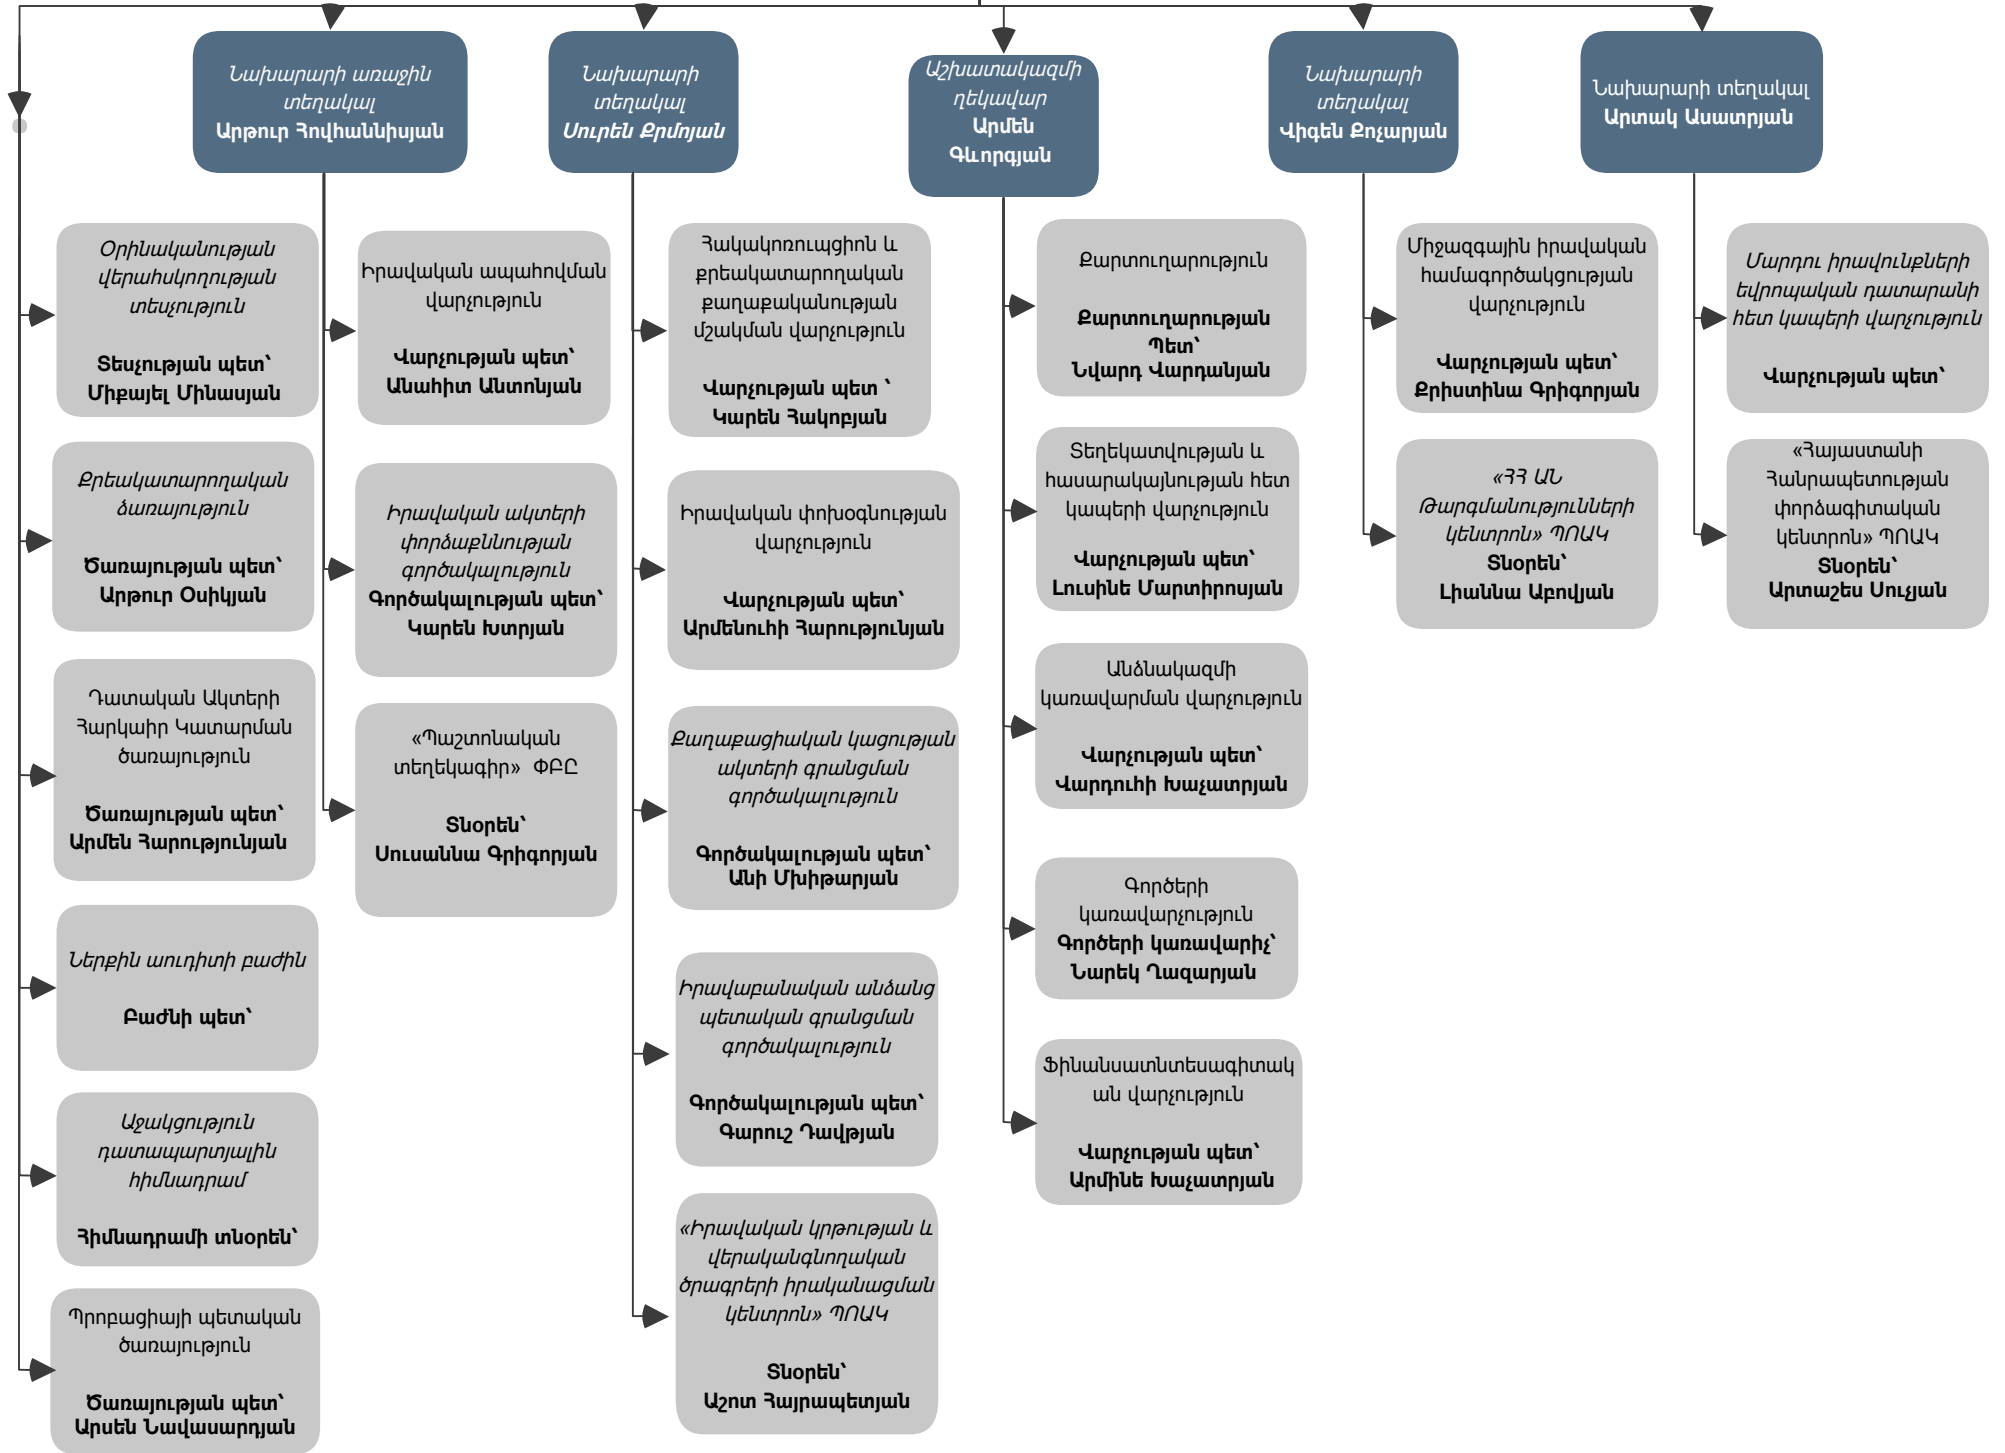 Նախարարի առաջին
տեղակալ
Արթուր Հովհաննիսյան
Նախարարի
տեղակալ
Սուրեն Քրմոյան
Աշխատակազմի
ղեկավար
Արմեն
Գևորգյան
Նախարարի
տեղակալ
Վիգեն Քոչարյան
Նախարարի տեղակալ
Արտակ Ասատրյան
Օրինականության
վերահսկողության
տեսչություն
Տեսչության պետ՝
Միքայել Մինասյան
Քրեակատարողական
ծառայություն
Ծառայության պետ՝
Արթուր Օսիկյան
Դատական Ակտերի
Հարկաիր Կատարման
ծառայություն
Ծառայության պետ՝
Արմեն Հարությունյան
Ներքին աուդիտի բաժին
Բաժնի պետ՝
Աջակցություն
դատապարտյալին
հիմնադրամ
Հիմնադրամի տնօրեն՝
Պրոբացիայի պետական
ծառայություն
Ծառայության պետ՝
Արսեն Նավասարդյան
Իրավական ապահովման
վարչություն
Վարչության պետ՝
Անահիտ Անտոնյան
Իրավական ակտերի
փորձաքննության
գործակալություն
Գործակալության պետ՝
Կարեն Խտրյան
«Պաշտոնական
տեղեկագիր»  ՓԲԸ
Տնօրեն՝
Սուսաննա Գրիգորյան
Հակակոռուպցիոն և
քրեակատարողական
քաղաքականության
մշակման վարչություն
Վարչության պետ ՝
Կարեն Հակոբյան
Իրավական փոխօգնության
վարչություն
Վարչության պետ՝
Արմենուհի Հարությունյան
Քաղաքացիական կացության
ակտերի գրանցման
գործակալություն
Գործակալության պետ՝
Անի Մխիթարյան
Իրավաբանական անձանց
պետական գրանցման
գործակալություն
Գործակալության պետ՝
Գարուշ Դավթյան
«Իրավական կրթության և
վերականգնողական
ծրագրերի իրականացման
կենտրոն» ՊՈԱԿ
Տնօրեն՝
Աշոտ Հայրապետյան
Քարտուղարություն
Քարտուղարության
Պետ՝
Նվարդ Վարդանյան
Տեղեկատվության և
հասարակայնության հետ
կապերի վարչություն
Վարչության պետ՝
Լուսինե Մարտիրոսյան
Անձնակազմի
կառավարման վարչություն
Վարչության պետ՝
Վարդուհի Խաչատրյան
Գործերի
կառավարչություն
Գործերի կառավարիչ՝
Նարեկ Ղազարյան
Ֆինանսատնտեսագիտակ
ան վարչություն
Վարչության պետ՝
Արմինե Խաչատրյան
Միջազգային իրավական
համագործակցության
վարչություն
Վարչության պետ՝
Քրիստինա Գրիգորյան
«ՀՀ ԱՆ
Թարգմանությունների
կենտրոն» ՊՈԱԿ
Տնօրեն՝
Լիաննա Աբովյան
Մարդու իրավունքների
եվրոպական դատարանի
հետ կապերի վարչություն
Վարչության պետ՝
«Հայաստանի
Հանրապետության
փորձագիտական
կենտրոն» ՊՈԱԿ
Տնօրեն՝
Արտաշես Սուչյան